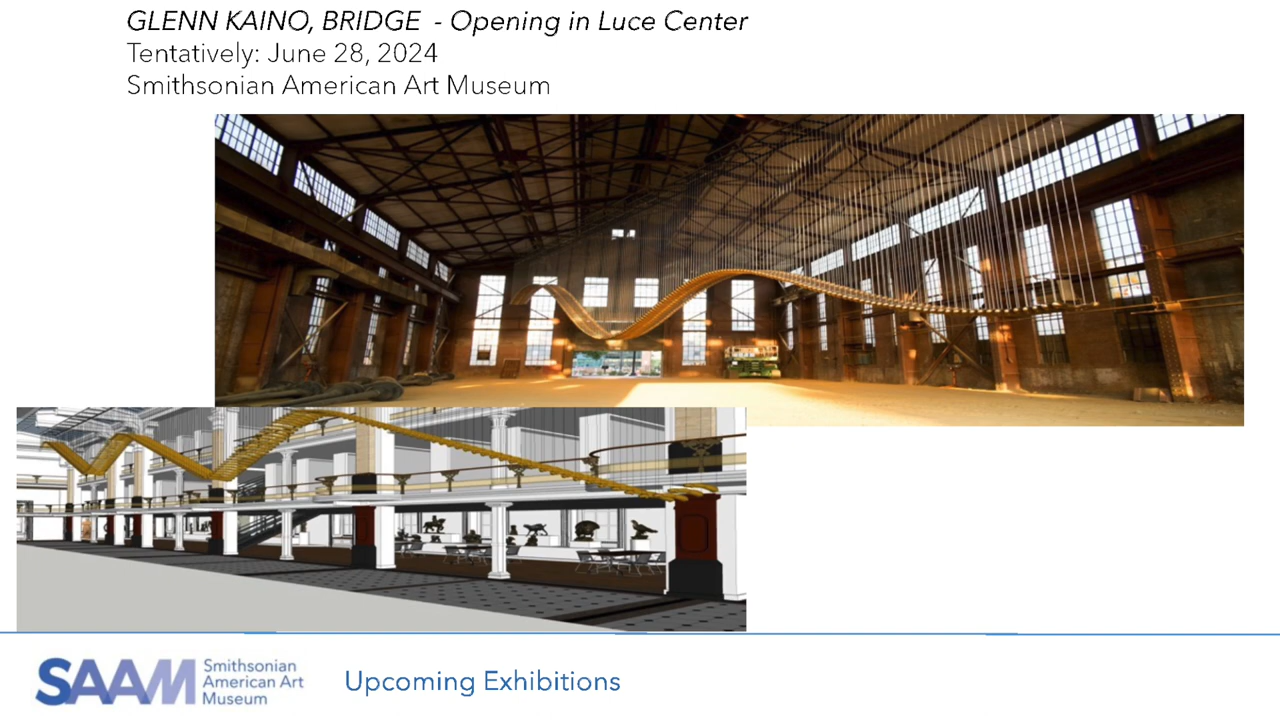 GLENN KAINO, BRIDGE - Opening in Luce Center
Tentatively: June 28, 2024
Smithsonian American Art Museum
SAAM
Smithsonian
American Art
Museum
Upcoming Exhibitions